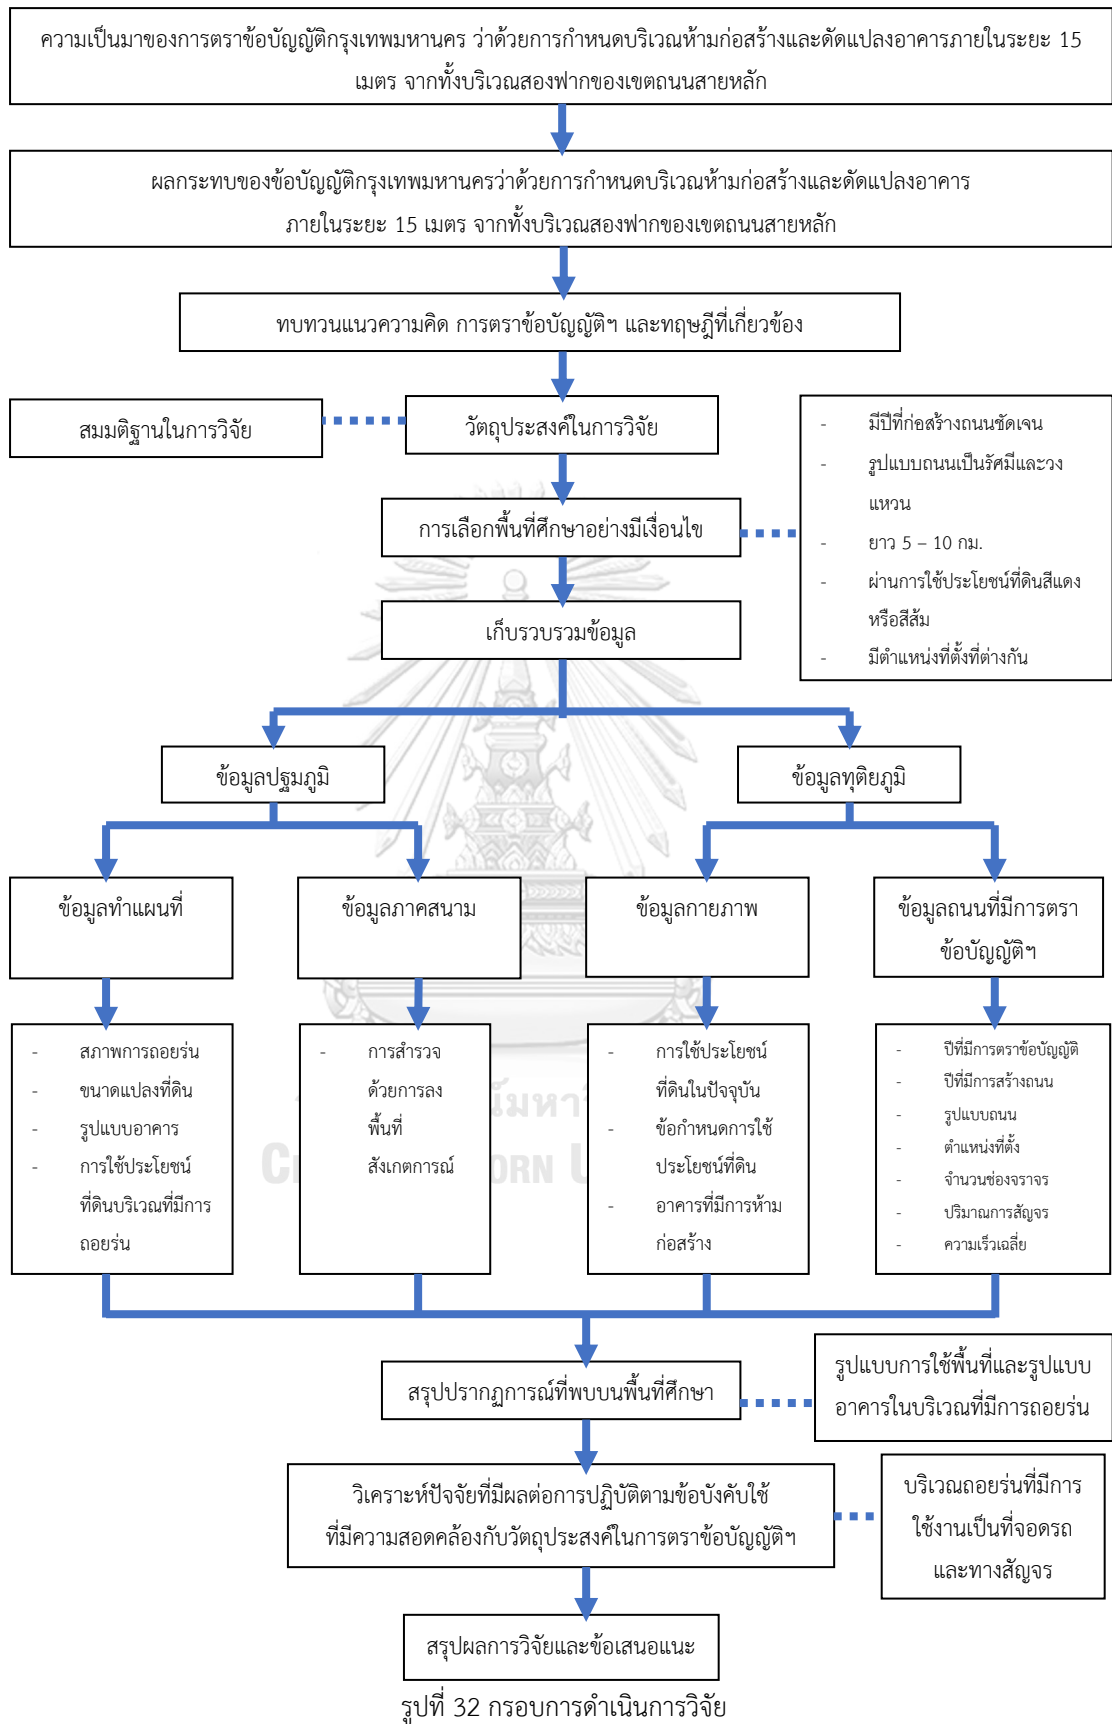 ความเป็นมาของการตราข้อบัญญัติกรุงเทพมหานคร ว่าด้วยการกำหนดบริเวณห้ามก่อสร้างและดัดแปลงอาคารภายในระยะ 15
เมตร จากทั้งบริเวณสองฟากของเขตถนนสายหลัก
ผลกระทบของข้อบัญญัติกรุงเทพมหานครว่าด้วยการกำหนดบริเวณห้ามก่อสร้างและดัดแปลงอาคาร
ภายในระยะ 15 เมตร จากทั้งบริเวณสองฟากของเขตถนนสายหลัก
ทบทวนแนวความคิด การตราข้อบัญญัติฯ และทฤษฎีที่เกี่ยวข้อง
สมมติฐานในการวิจัย
วัตถุประสงค์ในการวิจัย
- มีปีที่ก่อสร้างถนนชัดเจน
- รูปแบบถนนเป็นรัศมีและวง
แหวน
- ยาว 5 – 10 กม.
- ผ่านการใช้ประโยชน์ที่ดินสีแดง
หรือสีส้ม
- มีตำแหน่งที่ตั้งที่ต่างกัน
การเลือกพื้นที่ศึกษาอย่างมีเงื่อนไข
เก็บรวบรวมข้อมูล
ข้อมูลปฐมภูมิ
ข้อมูลทุติยภูมิ
ข้อมูลทำแผนที่
ข้อมูลภาคสนาม
ข้อมูลกายภาพ
ข้อมูลถนนที่มีการตรา
ข้อบัญญัติฯ
- สภาพการถอยร่น
- ขนาดแปลงที่ดิน
- รูปแบบอาคาร
- การใช้ประโยชน์
ที่ดินบริเวณที่มีการ
ถอยร่น
- การสำรวจ
ด้วยการลง
พื้นที่
สังเกตการณ์
- การใช้ประโยชน์
ที่ดินในปัจจุบัน
- ข้อกำหนดการใช้
ประโยชน์ที่ดิน
- อาคารที่มีการห้าม
ก่อสร้าง
- ปีที่มีการตราข้อบัญญัติ
- ปีที่มีการสร้างถนน
- รูปแบบถนน
- ตำแหน่งที่ตั้ง
- จำนวนช่องจราจร
- ปริมาณการสัญจร
- ความเร็วเฉลี่ย
สรุปปรากฏการณ์ที่พบบนพื้นที่ศึกษา
รูปแบบการใช้พื้นที่และรูปแบบ
อาคารในบริเวณที่มีการถอยร่น
วิเคราะห์ปัจจัยที่มีผลต่อการปฏิบัติตามข้อบังคับใช้
ที่มีความสอดคล้องกับวัตถุประสงค์ในการตราข้อบัญญัติฯ
บริเวณถอยร่นที่มีการ
ใช้งานเป็นที่จอดรถ
และทางสัญจร
สรุปผลการวิจัยและข้อเสนอแนะ
รูปที่ 32 กรอบการดำเนินการวิจัย